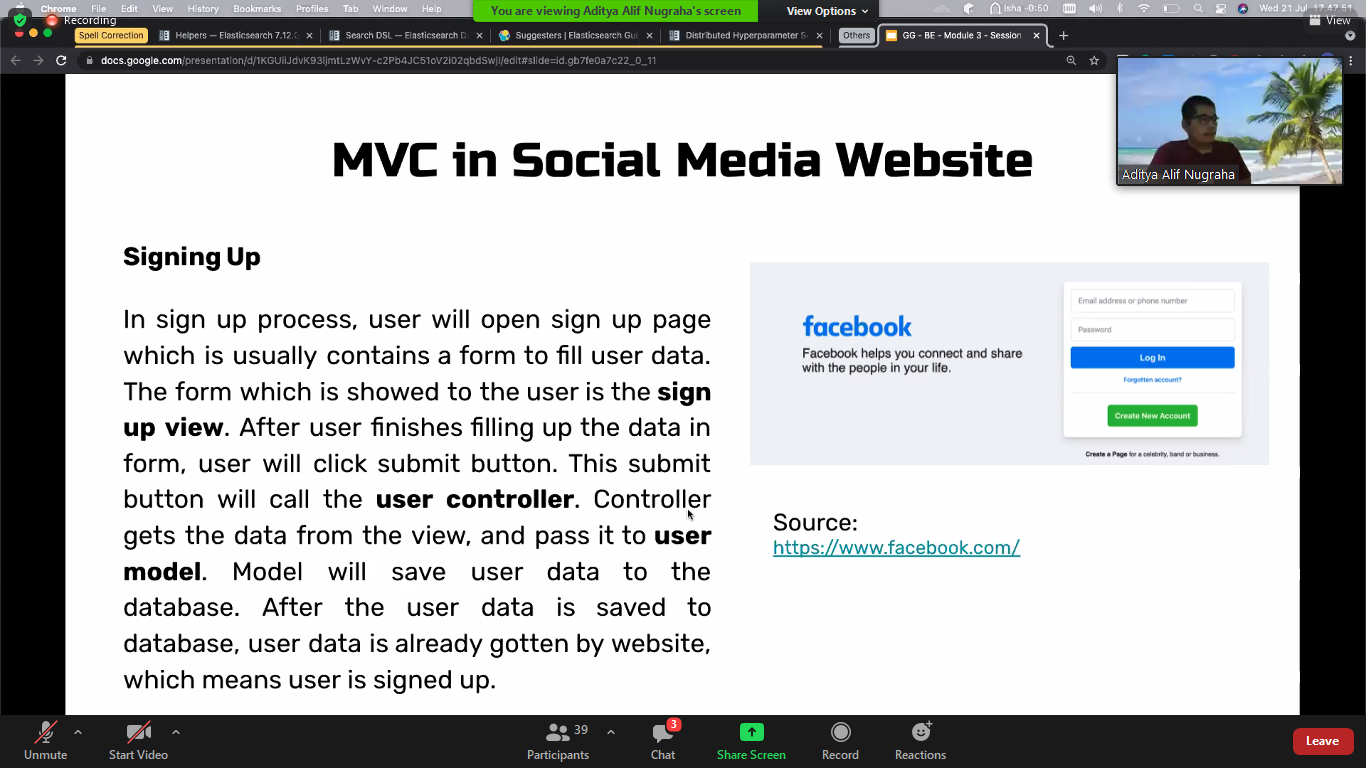 Chrome File Edit View History Bookmarks Profiles Tab Window Help
You are viewing Aditya Alif Nugraha's screen
View Options
Isha -0:50
Wed 21 Jul 17.47.51
Recording
View
Spell Correction
Helpers — Elasticsearch 7.12.
Search DSL — Elasticsearch D
Suggesters | Elasticsearch Gui
Distributed Hyperparameter S
Others
GG - BE - Module 3 - Session
MVC in Social Media Website
Aditya Alif Nugraha
Signing Up
In sign up process, user will open sign up page
which is usually contains a form to fill user data.
The form which is showed to the user is the sign
up view. After user finishes filling up the data in
form, user will click submit button. This submit
button will call the user controller. Controller
gets the data from the view, and pass it to user
model. Model will save user data to the
database. After the user data is saved to
database, user data is already gotten by website,
which means user is signed up.
facebook
Facebook helps you connect and share
with the people in your life.
Email address or phone number
Password
Log In
Forgotten account?
Create New Account
Create a Page for a celebrity, band or business.
Source:
https://www.facebook.com/
Unmute
Start Video
Participants
39
Chat
3
Share Screen
Record
Reactions
Leave